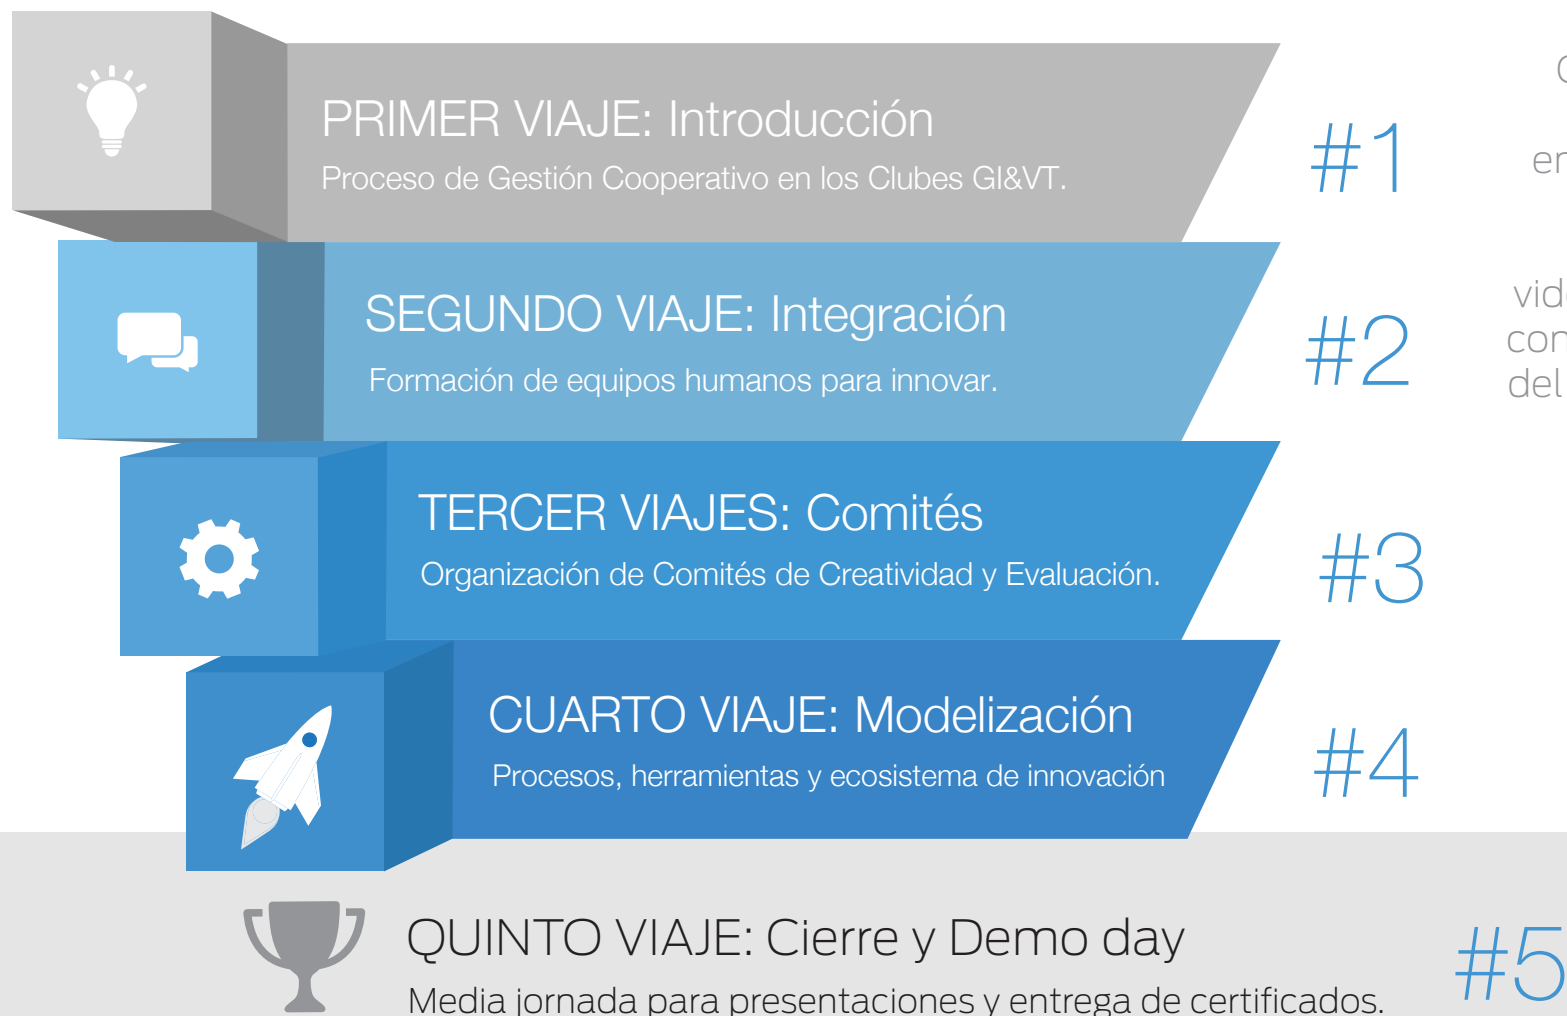 PRIMER VIAJE: Introducción
Proceso de Gestión Cooperativo en los Clubes GI&VT.
#1
SEGUNDO VIAJE: Integración
Formación de equipos humanos para innovar.
#2
del
TERCER VIAJES: Comités
Organización de Comités de Creatividad y Evaluación.
#3
CUARTO VIAJE: Modelización
Procesos, herramientas y ecosistema de innovación
#4
QUINTO VIAJE: Cierre y Demo day
Media jornada para presentaciones y entrega de certificados.
#5